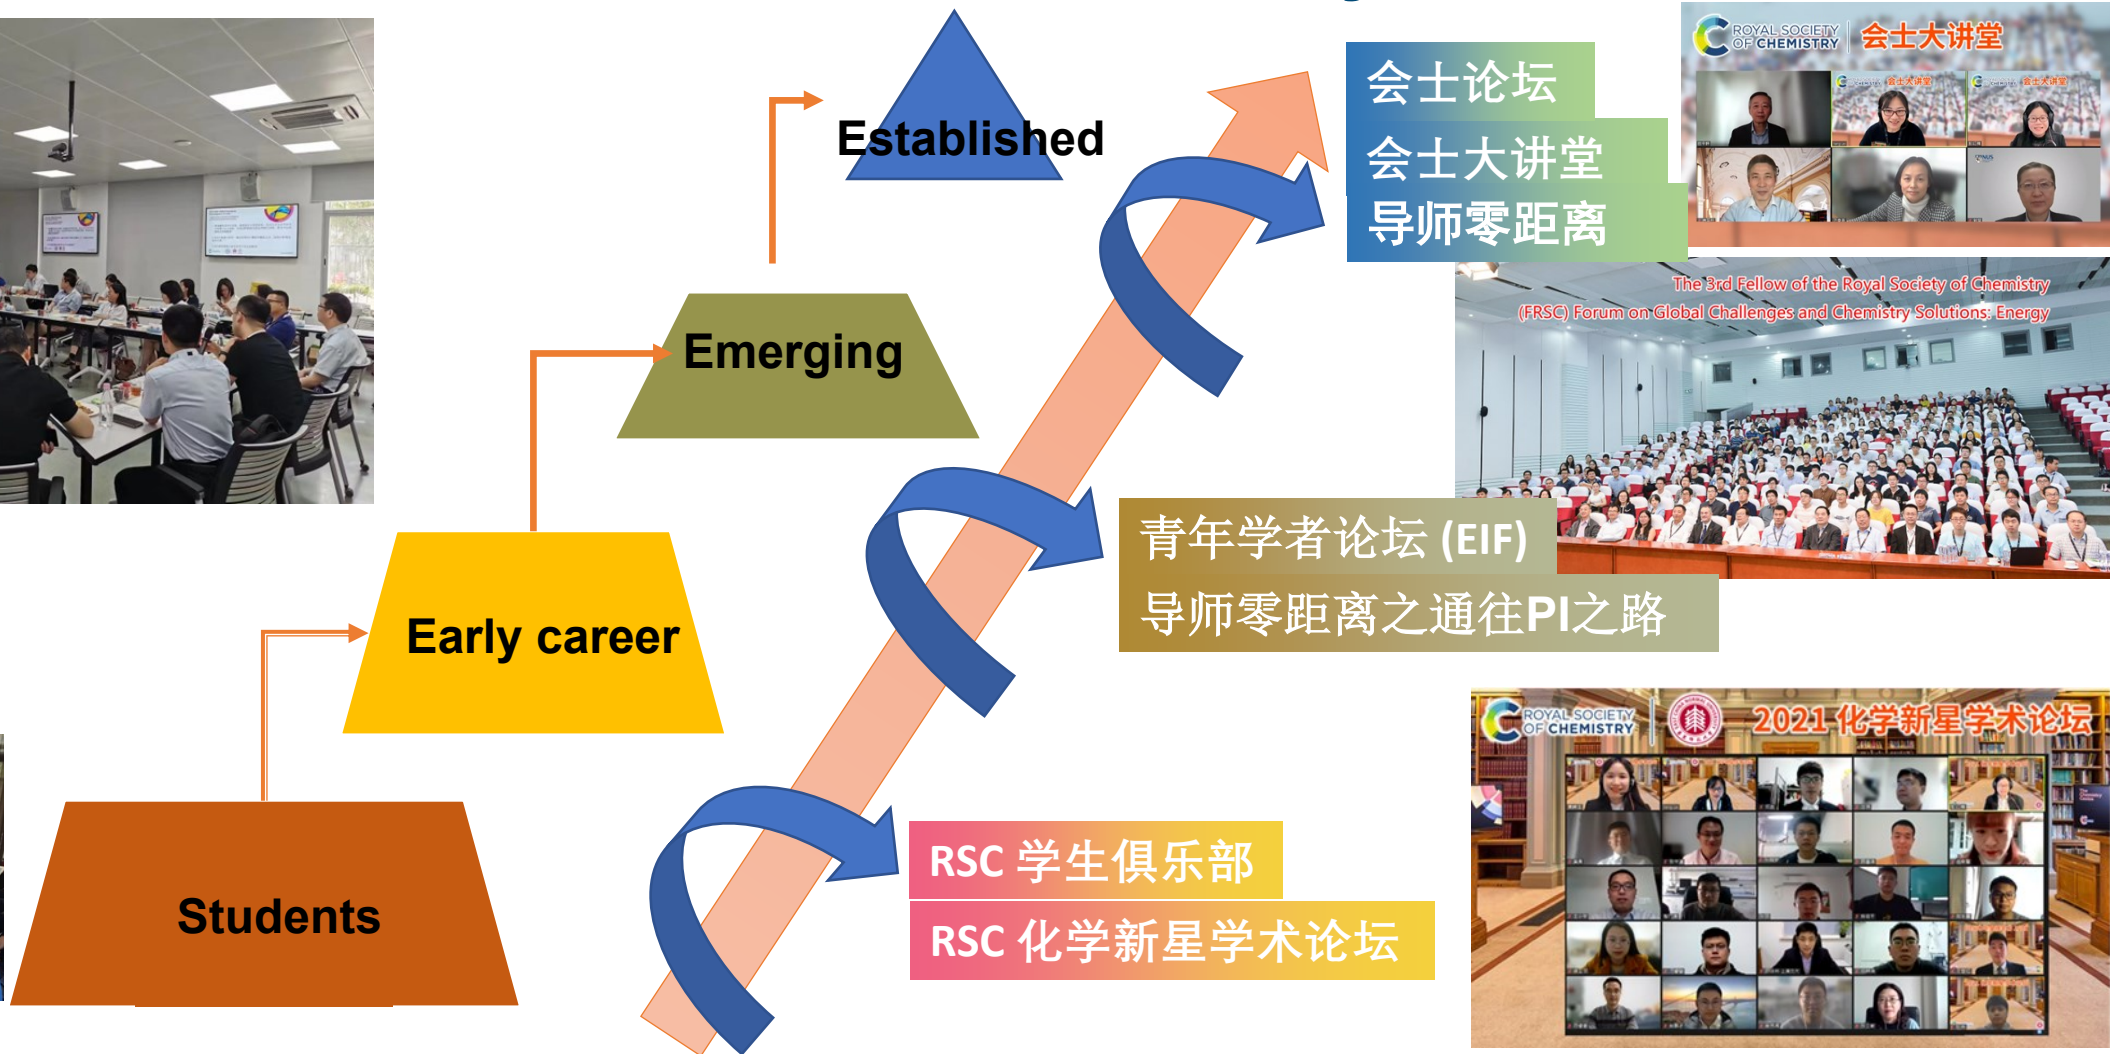 Established
Emerging
Early career
Students
会士论坛
会士大讲堂
导师零距离
青年学者论坛 (EIF)
导师零距离之通往PI之路
RSC 学生俱乐部
RSC 化学新星学术论坛
ROYAL SOCIETY
OF CHEMISTRY
会士大讲堂
The 3rd Fellow of the Royal Society of Chemistry
(FRSC) Forum on Global Challenges and Chemistry Solutions: Energy
ROYAL SOCIETY
OF CHEMISTRY
2021 化学新星学术论坛